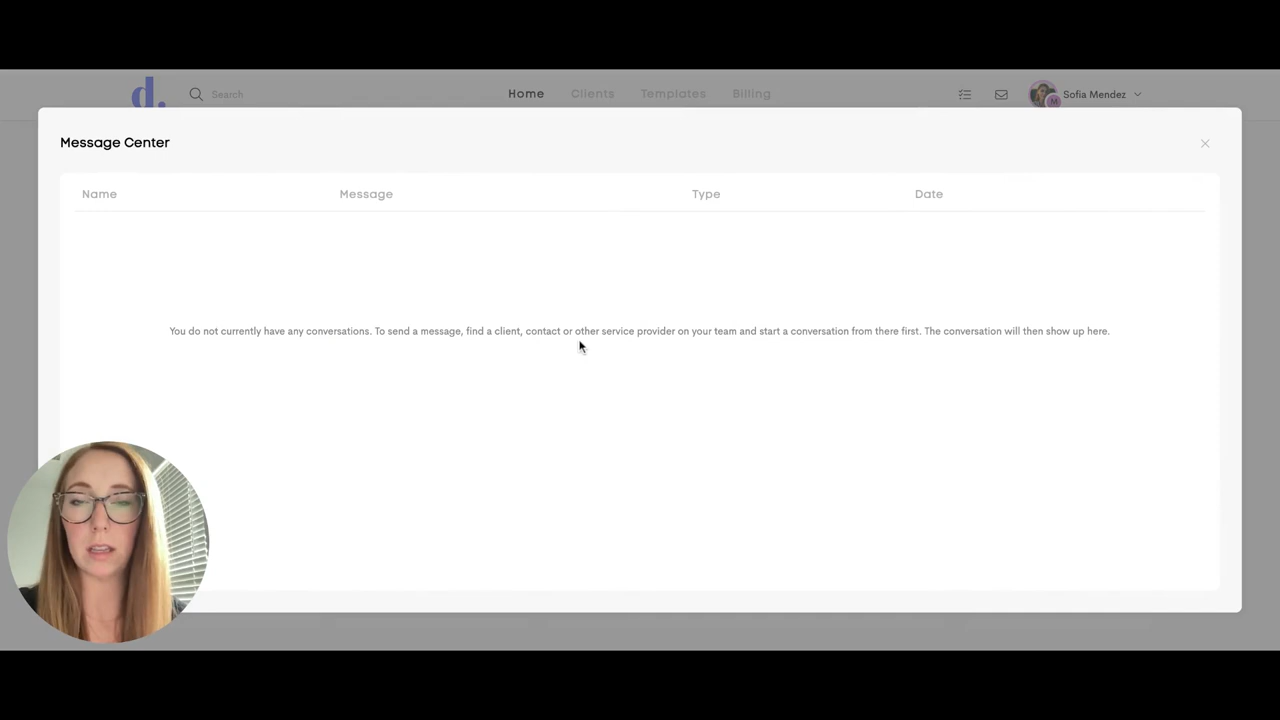 d.
Search
Home
Clients
Templates
Billing
M
Sofia Mendez
Message Center
Name
Message
Type
Date
You do not currently have any conversations. To send a message, find a client, contact or other service provider on your team and start a conversation from there first. The conversation will then show up here.